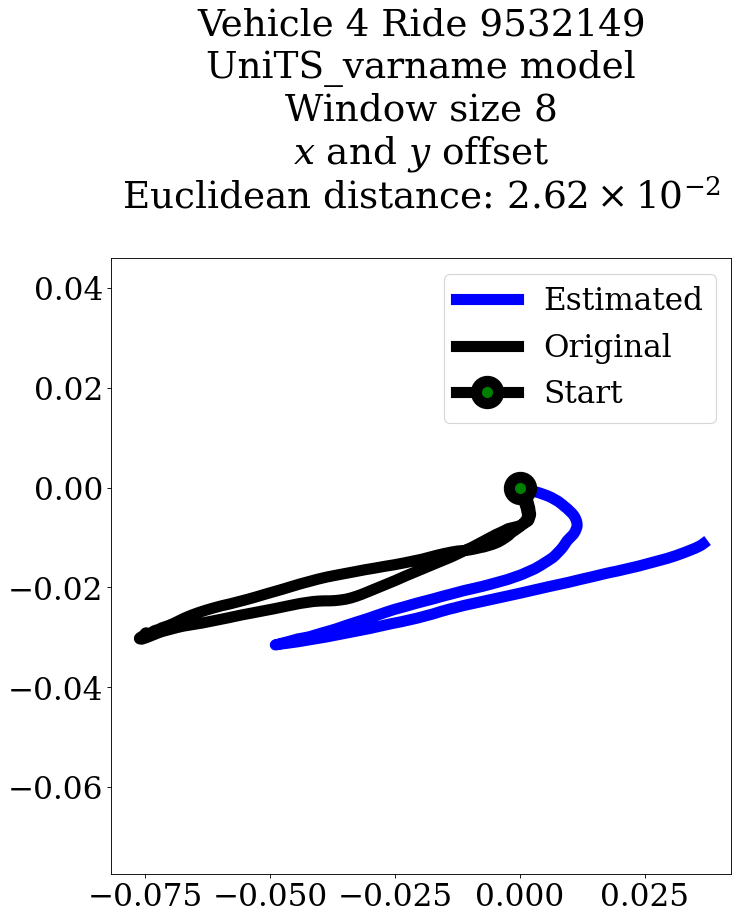 Vehicle 4 Ride 9532149
UniTS_varname model
Window size 8
x and y offset
Euclidean distance: 2.62 × 10⁻²
Estimated
Original
Start
0.04
0.02
0.00
−0.02
−0.04
−0.06
−0.075 −0.050 −0.025 0.000 0.025